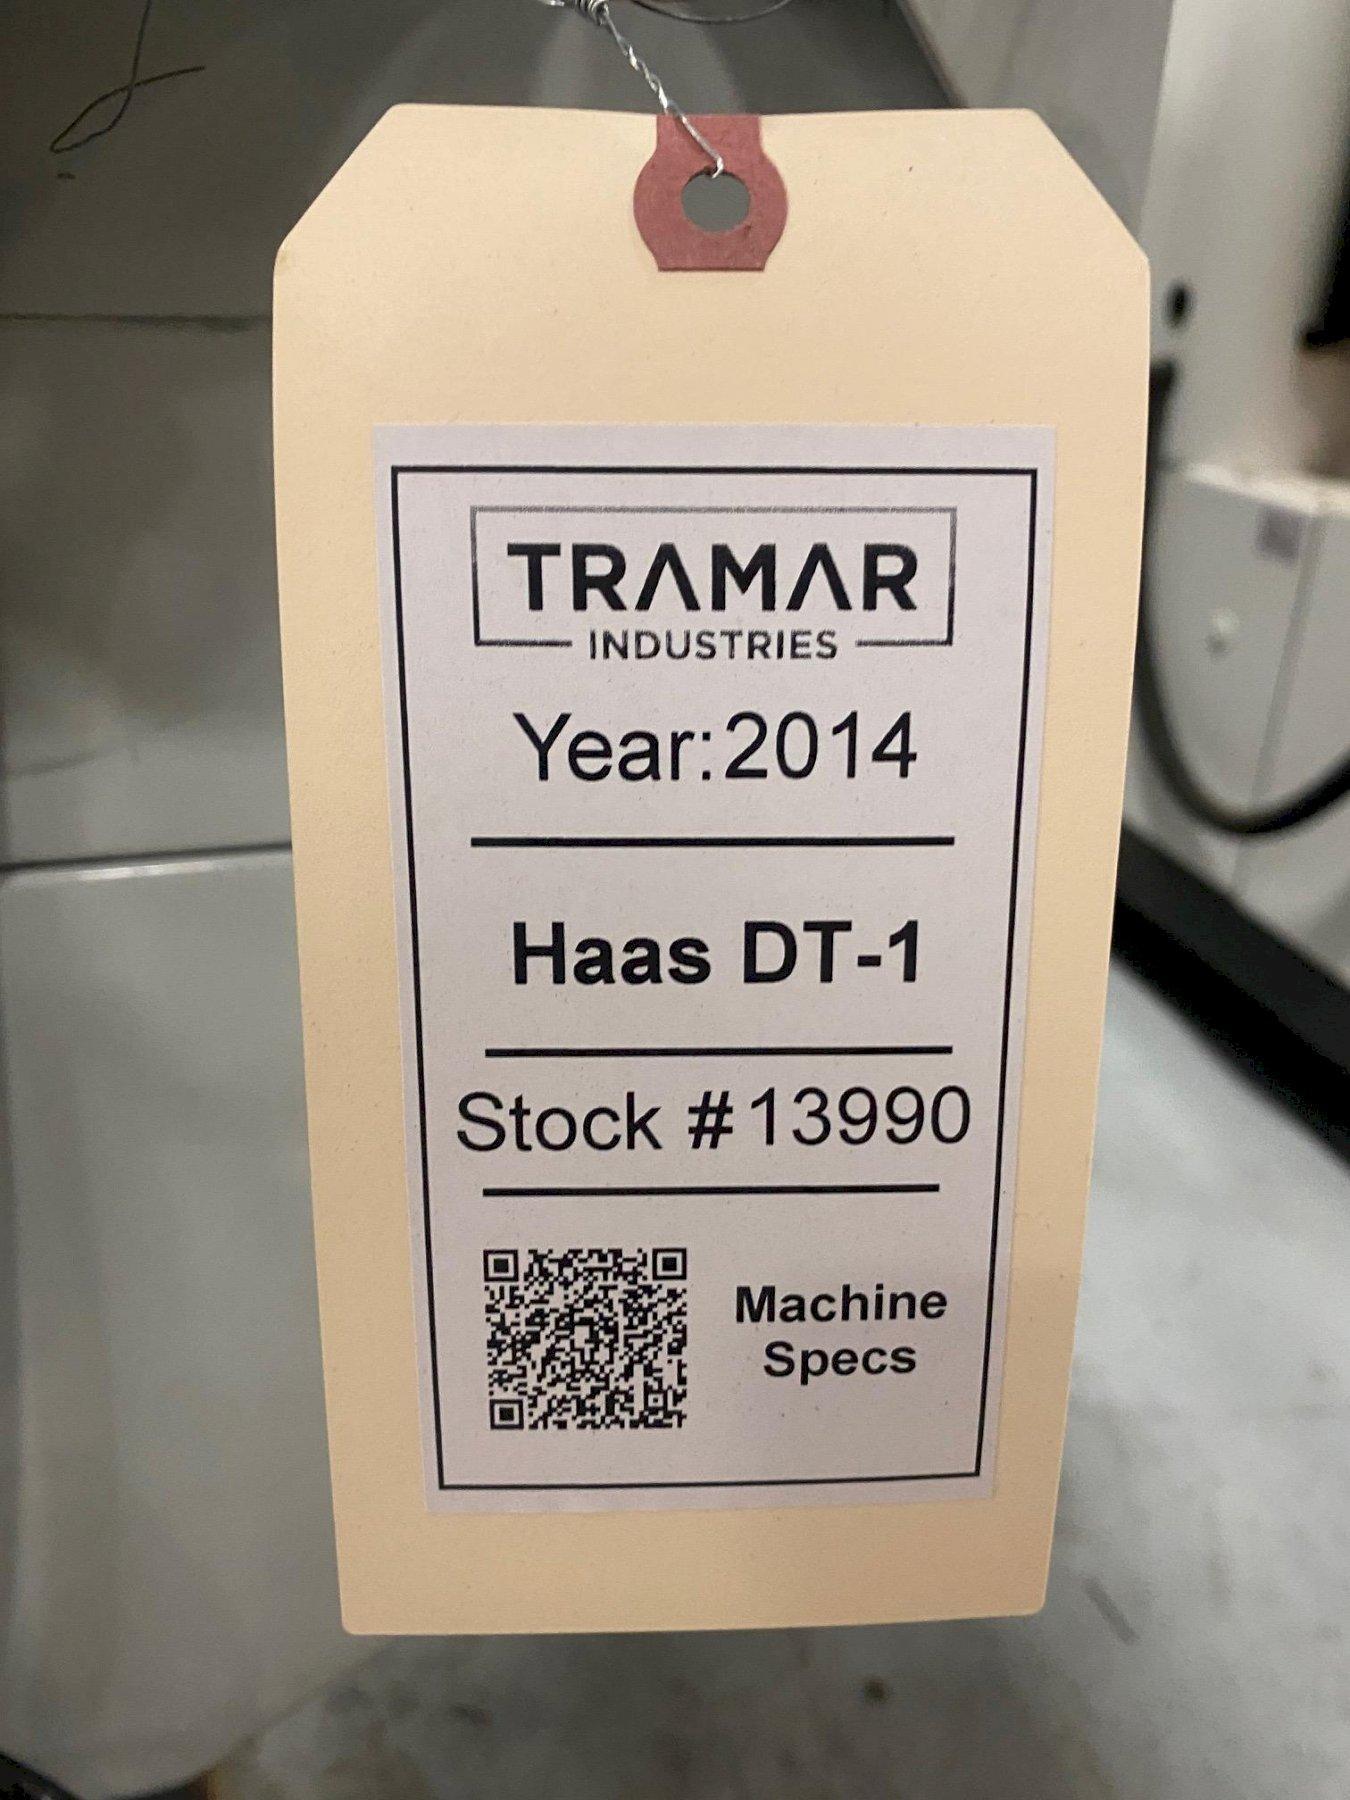 TRAMAR
INDUSTRIES
Year:2014
Haas DT-1
Stock #13990
Machine
Specs